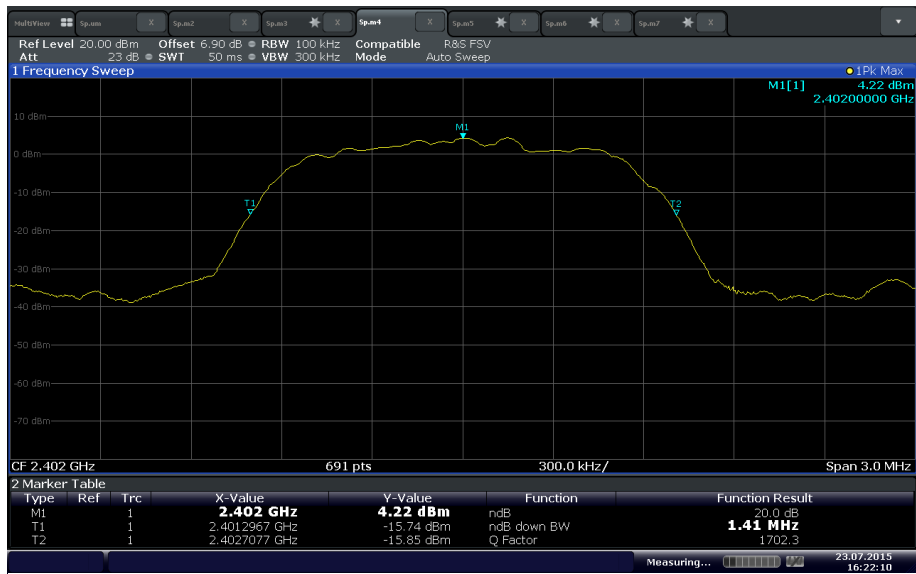 MultiView Sp.um X Sp.m2 X Sp.m3 X Sp.m4 X Sp.m5 X Sp.m6 X Sp.m7 X
Ref Level 20.00 dBm Offset 6.90 dB RBW 100 kHz Compatible R&S FSV
Att 23 dB SWT 50 ms VBW 300 kHz Mode Auto Sweep
1 Frequency Sweep 1Pk Max
M1[1] 4.22 dBm
2.40200000 GHz
10 dBm
M1
0 dBm
-10 dBm
T1 T2
-20 dBm
-30 dBm
-40 dBm
-50 dBm
-60 dBm
-70 dBm
CF 2.402 GHz 691 pts 300.0 kHz/ Span 3.0 MHz
2 Marker Table
Type Ref Trc X-Value Y-Value Function Function Result
M1 1 2.402 GHz 4.22 dBm ndB 20.0 dB
T1 1 2.4012967 GHz -15.74 dBm ndB down BW 1.41 MHz
T2 1 2.4027077 GHz -15.85 dBm Q Factor 1702.3
Measuring... 23.07.2015
16:22:10